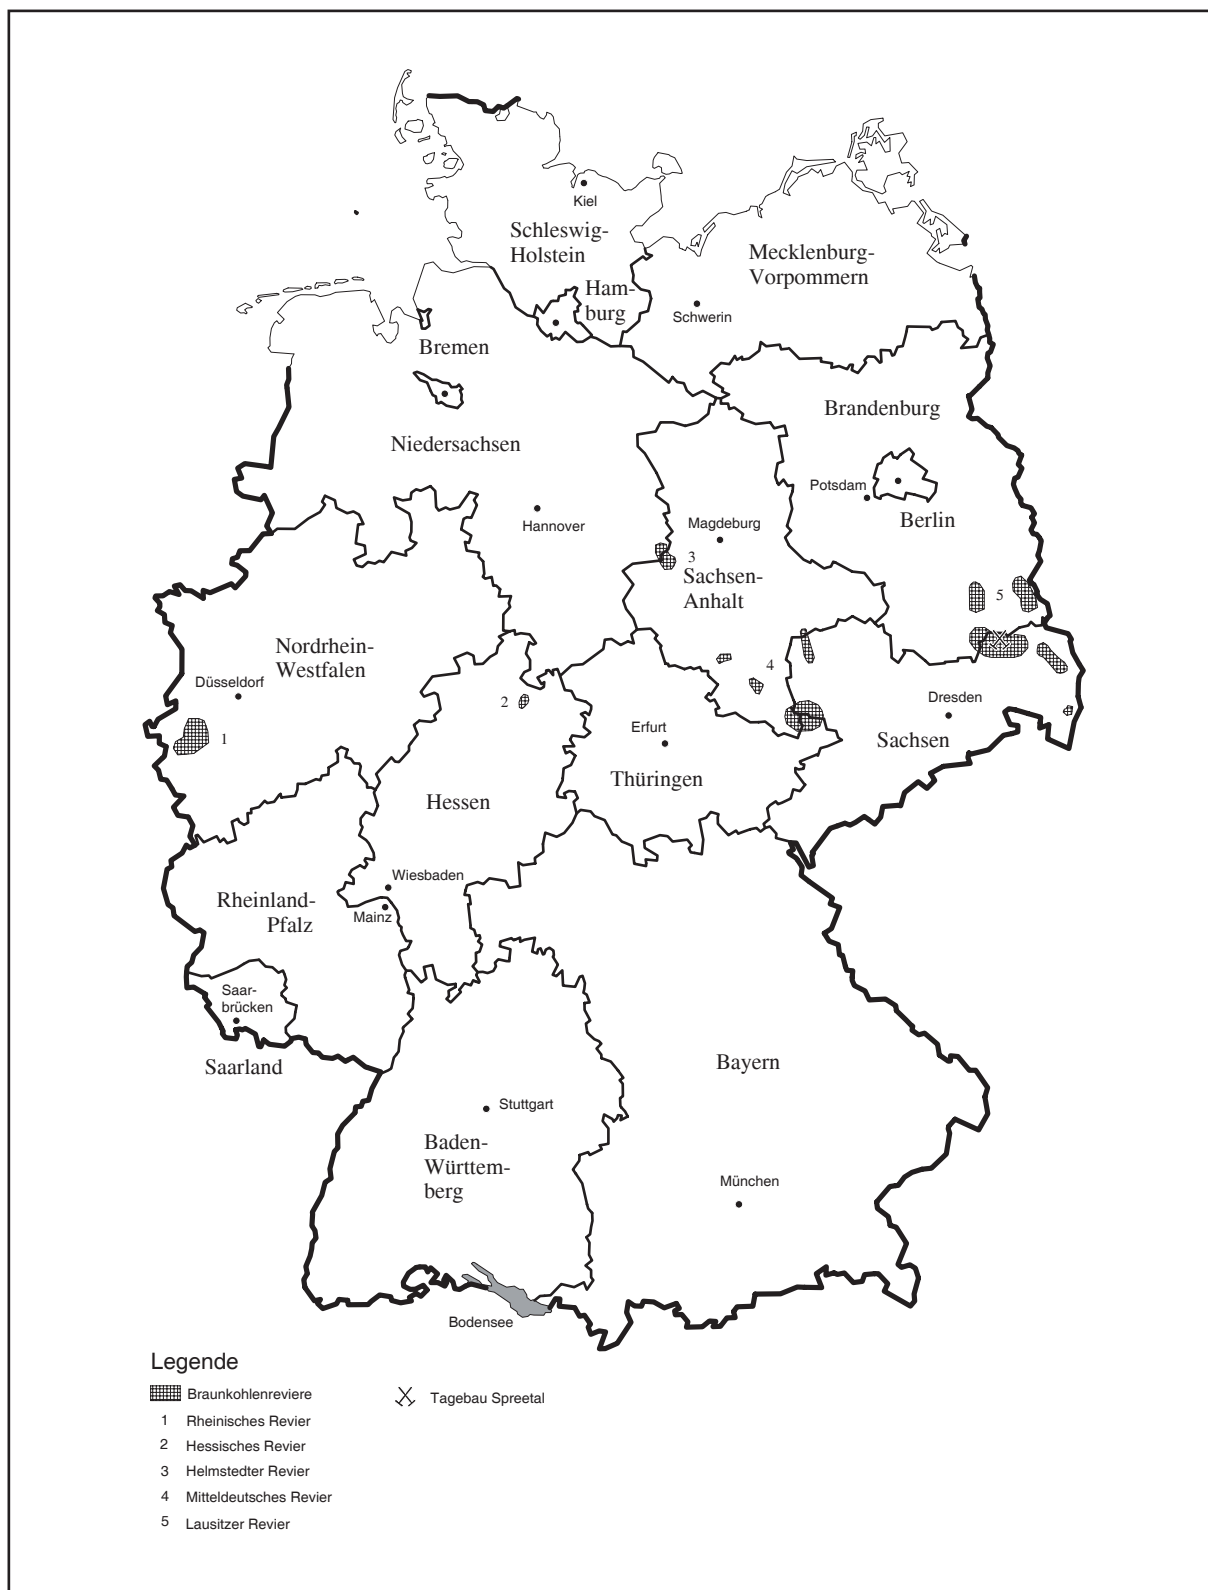 Kiel
Schleswig-
Holstein
Mecklenburg-
Vorpommern
Ham-
burg
Schwerin
Bremen
Brandenburg
Niedersachsen
Potsdam
Berlin
Hannover
Magdeburg
3
Sachsen-
Anhalt
5
Nordrhein-
Westfalen
4
Düsseldorf
2
Dresden
1
Erfurt
Sachsen
Thüringen
Hessen
Wiesbaden
Rheinland-
Pfalz
Mainz
Saar-
brücken
Saarland
Bayern
Stuttgart
Baden-
Württem-
berg
München
Bodensee
Legende
Braunkohlenreviere
Tagebau Spreetal
1 Rheinisches Revier
2 Hessisches Revier
3 Helmstedter Revier
4 Mitteldeutsches Revier
5 Lausitzer Revier